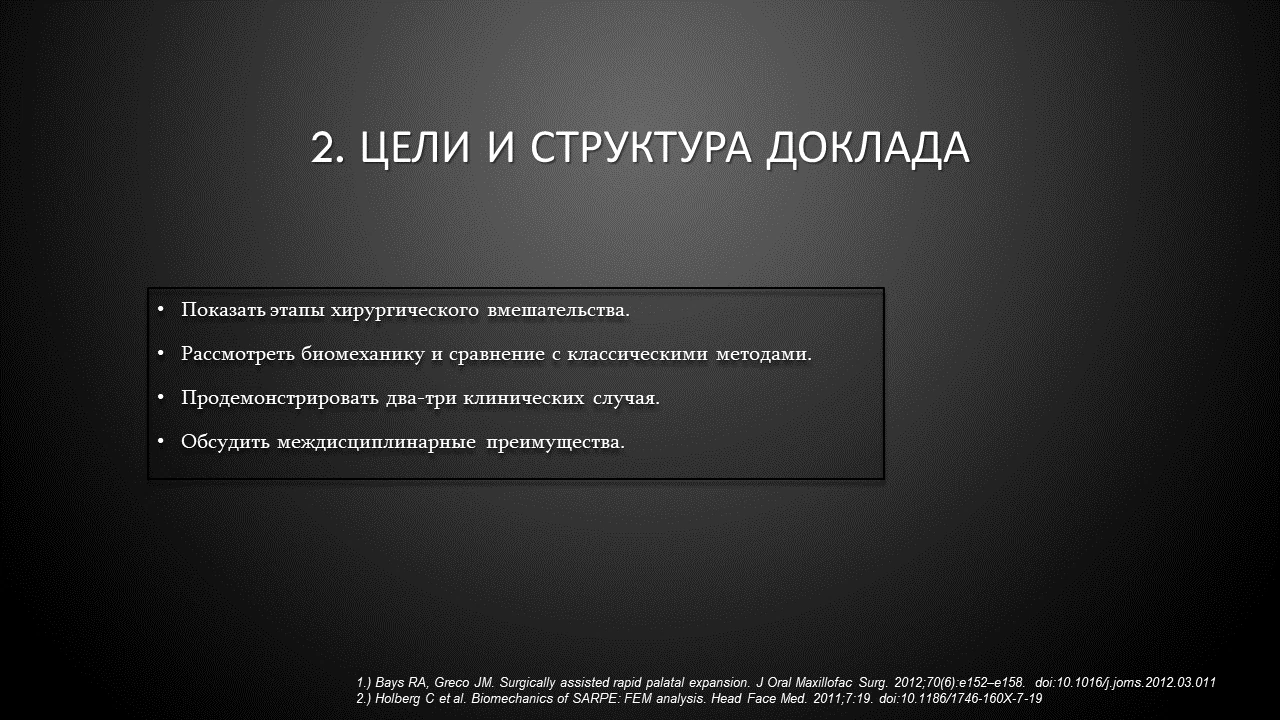 2. ЦЕЛИ И СТРУКТУРА ДОКЛАДА
• Показать этапы хирургического вмешательства.
• Рассмотреть биомеханику и сравнение с классическими методами.
• Продемонстрировать два-три клинических случая.
• Обсудить междисциплинарные преимущества.
1.) Bays RA, Greco JM. Surgically assisted rapid palatal expansion. J Oral Maxillofac Surg. 2012;70(6):e152–e158. doi:10.1016/j.joms.2012.03.011
2.) Holberg C et al. Biomechanics of SARPE: FEM analysis. Head Face Med. 2011;7:19. doi:10.1186/1746-160X-7-19